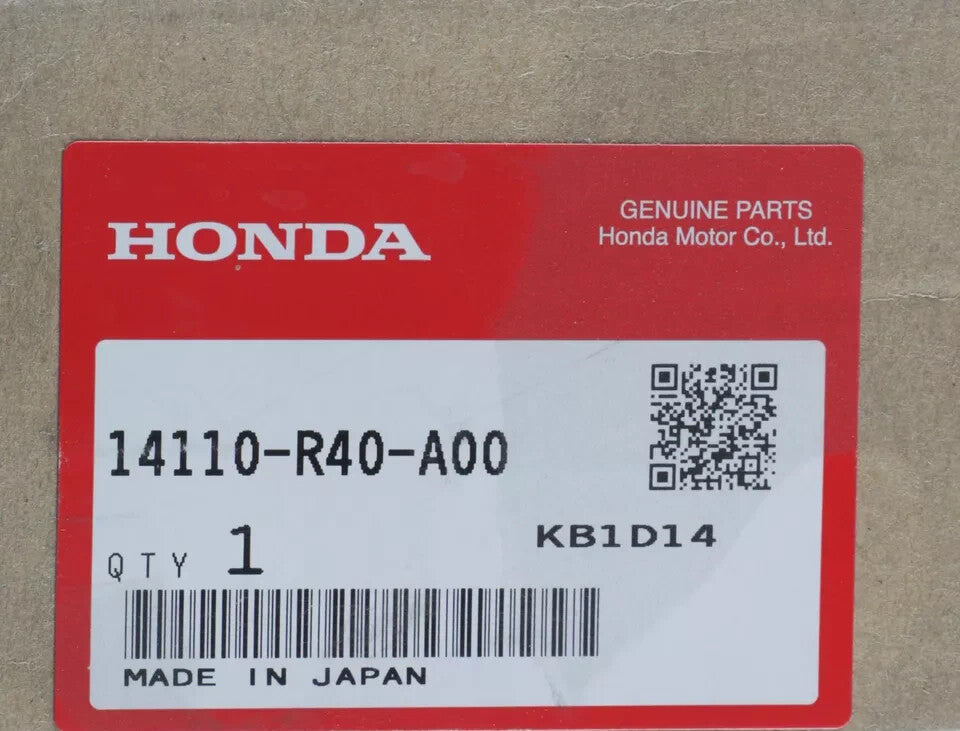 HONDA
GENUINE PARTS
Honda Motor Co., Ltd.
14110-R40-A00
QTY 1
KB1D14
MADE IN JAPAN